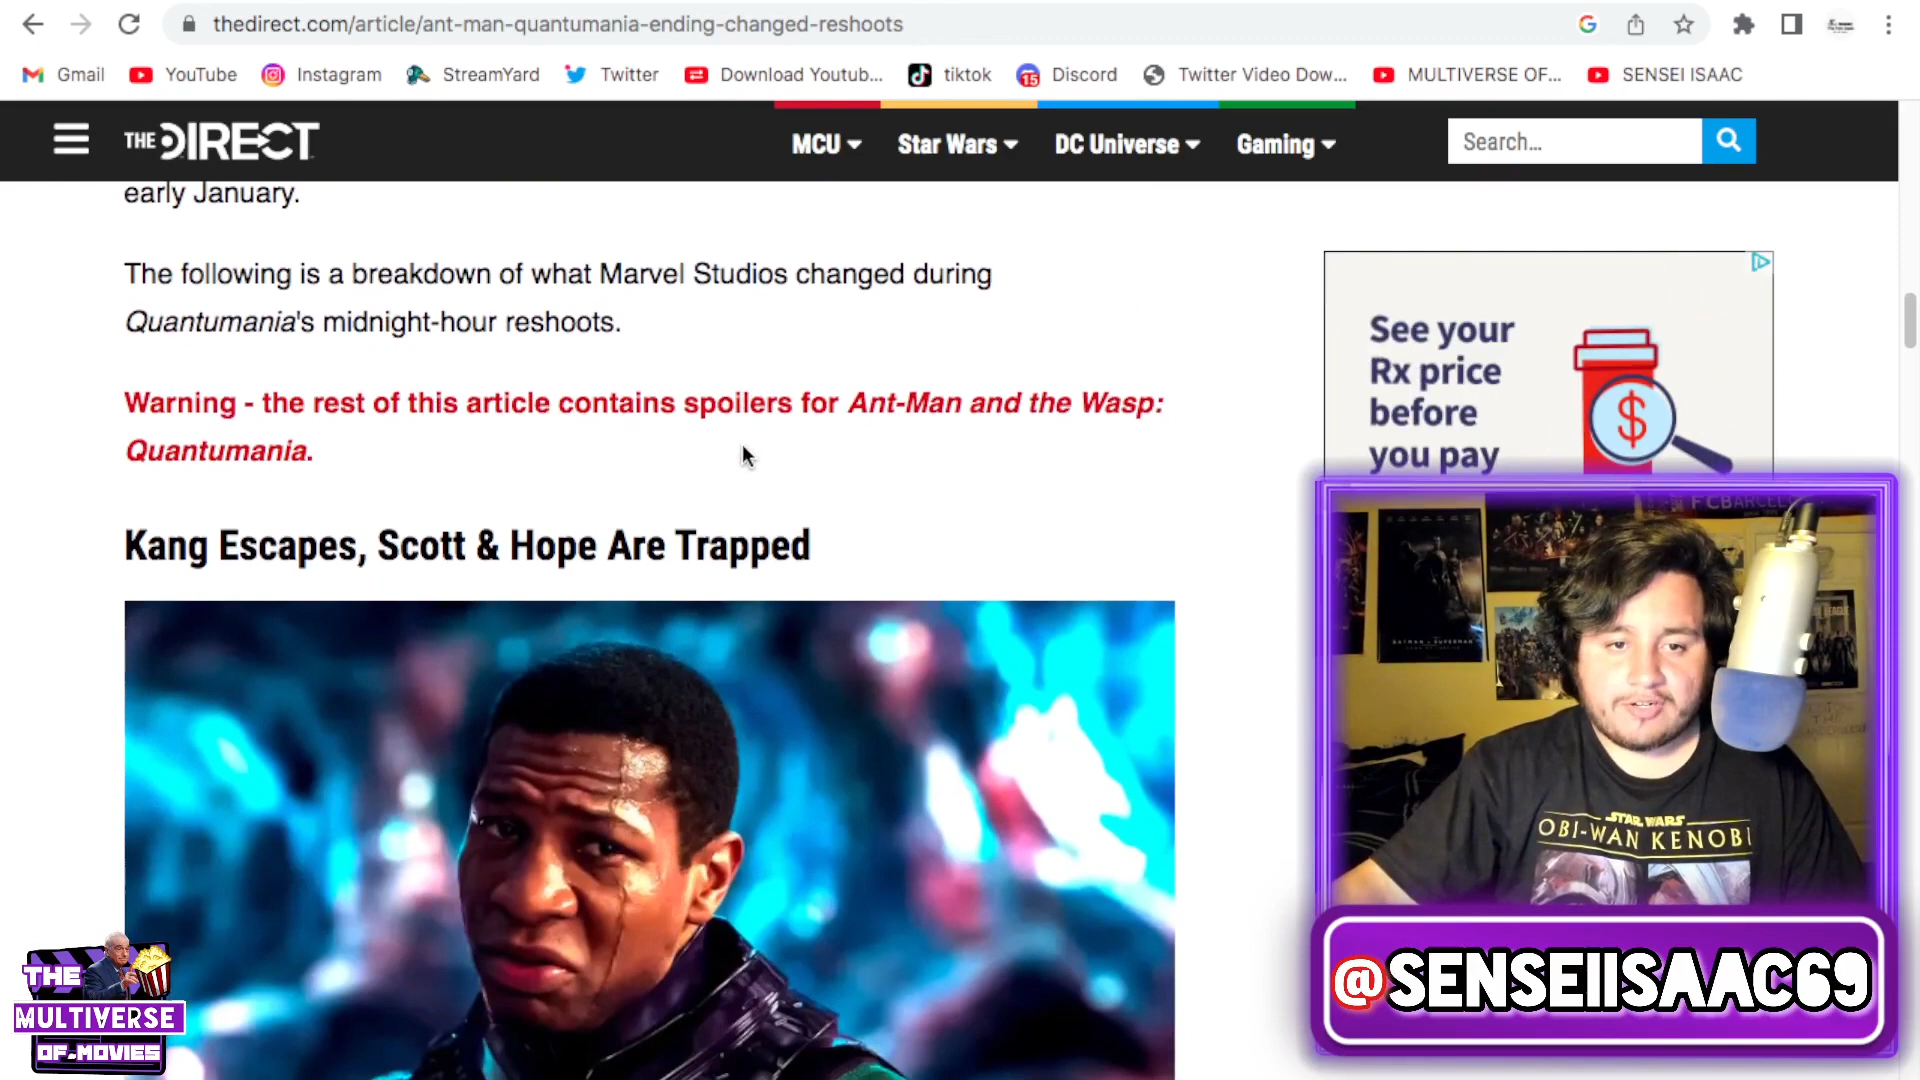 thedirect.com/article/ant-man-quantumania-ending-changed-reshoots
Gmail YouTube Instagram StreamYard Twitter Download Youtub... tiktok 15 Discord Twitter Video Dow... MULTIVERSE OF... SENSEI ISAAC
THE DIRECT MCU Star Wars DC Universe Gaming Search...
early January.
The following is a breakdown of what Marvel Studios changed during
Quantumania's midnight-hour reshoots.
Warning - the rest of this article contains spoilers for Ant-Man and the Wasp:
Quantumania.
Kang Escapes, Scott & Hope Are Trapped
See your
Rx price
before
you pay
$
FCBARCEL
BATMAN v SUPERMAN
STAR WARS
OBI-WAN KENOBI
@SENSEIISAAC69
THE
MULTIVERSE
OF.MOVIES